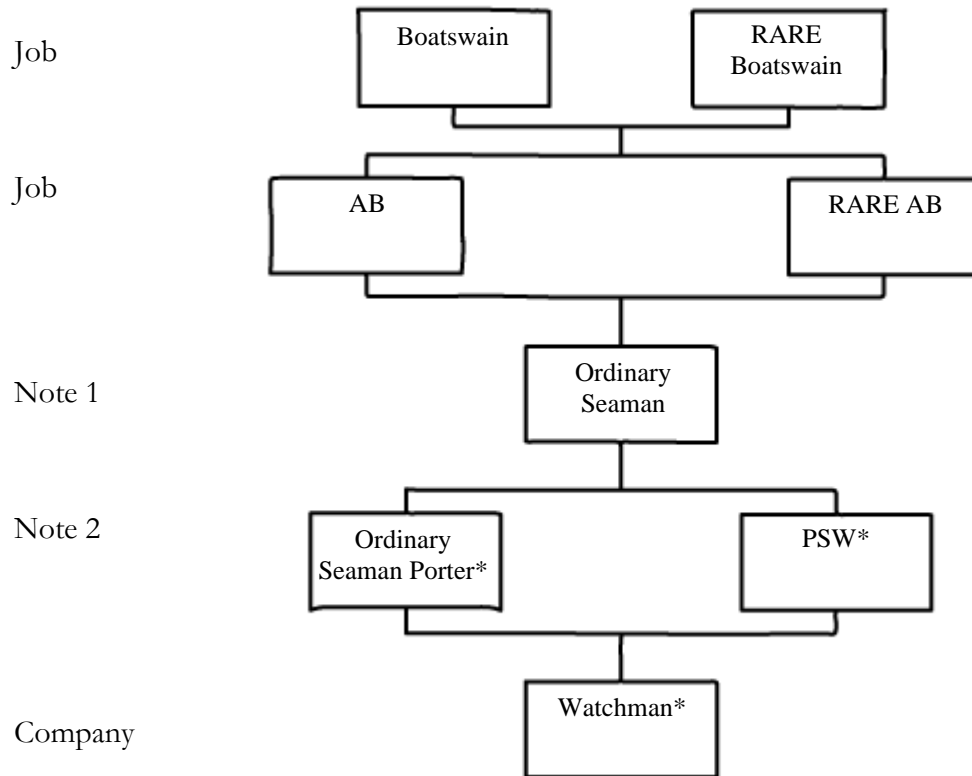 Job
Boatswain
RARE
Boatswain
Job
AB
RARE AB
Note 1
Ordinary
Seaman
Note 2
Ordinary
Seaman Porter*
PSW*
Company
Watchman*